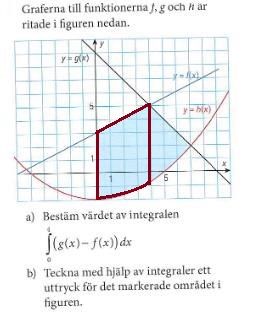 Graferna till funktionerna f, g och h är
ritade i figuren nedan.
y
y = g(x)
y = f(x)
5
y = h(x)
1
x
1
5
a) Bestäm värdet av integralen
4
∫(g(x) − f(x))dx
0
b) Teckna med hjälp av integraler ett
uttryck för det markerade området i
figuren.